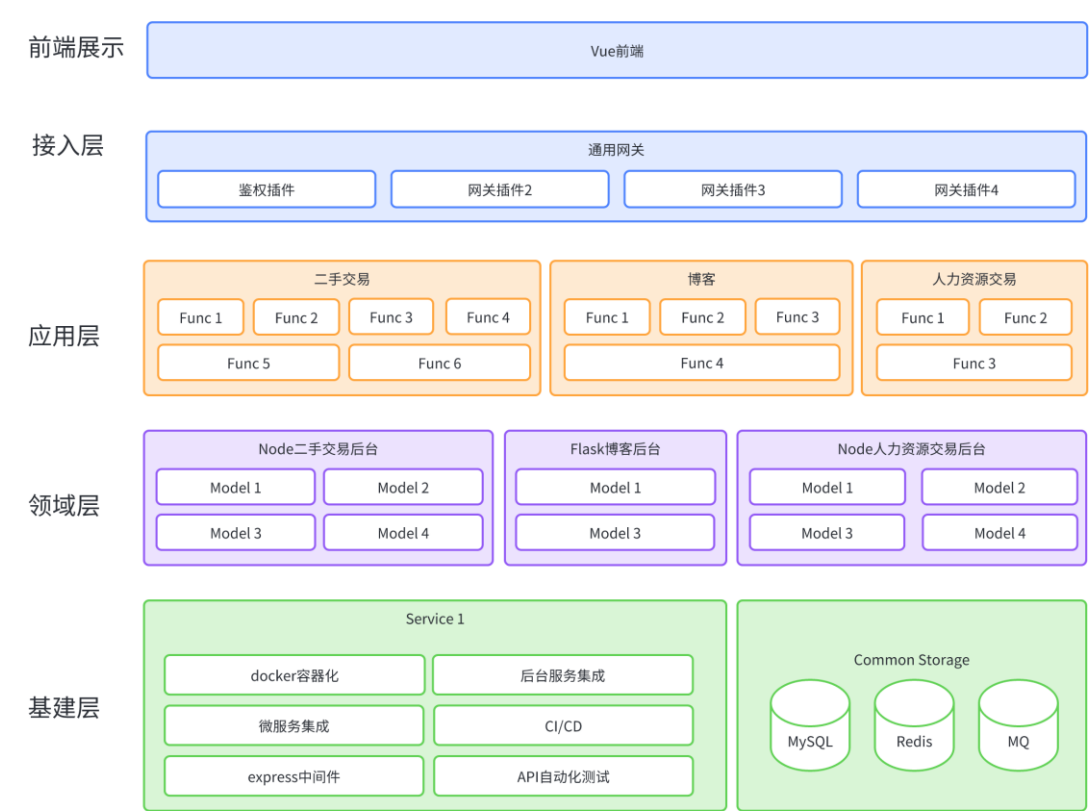 前端展示
Vue前端
接入层
通用网关
鉴权插件 网关插件2 网关插件3 网关插件4
应用层
二手交易
Func 1 Func 2 Func 3 Func 4
Func 5 Func 6
博客
Func 1 Func 2 Func 3
Func 4
人力资源交易
Func 1 Func 2
Func 3
领域层
Node二手交易后台
Model 1 Model 2
Model 3 Model 4
Flask博客后台
Model 1
Model 3
Node人力资源交易后台
Model 1 Model 2
Model 3 Model 4
基建层
Service 1
docker容器化 后台服务集成
微服务集成 CI/CD
express中间件 API自动化测试
Common Storage
MySQL Redis MQ